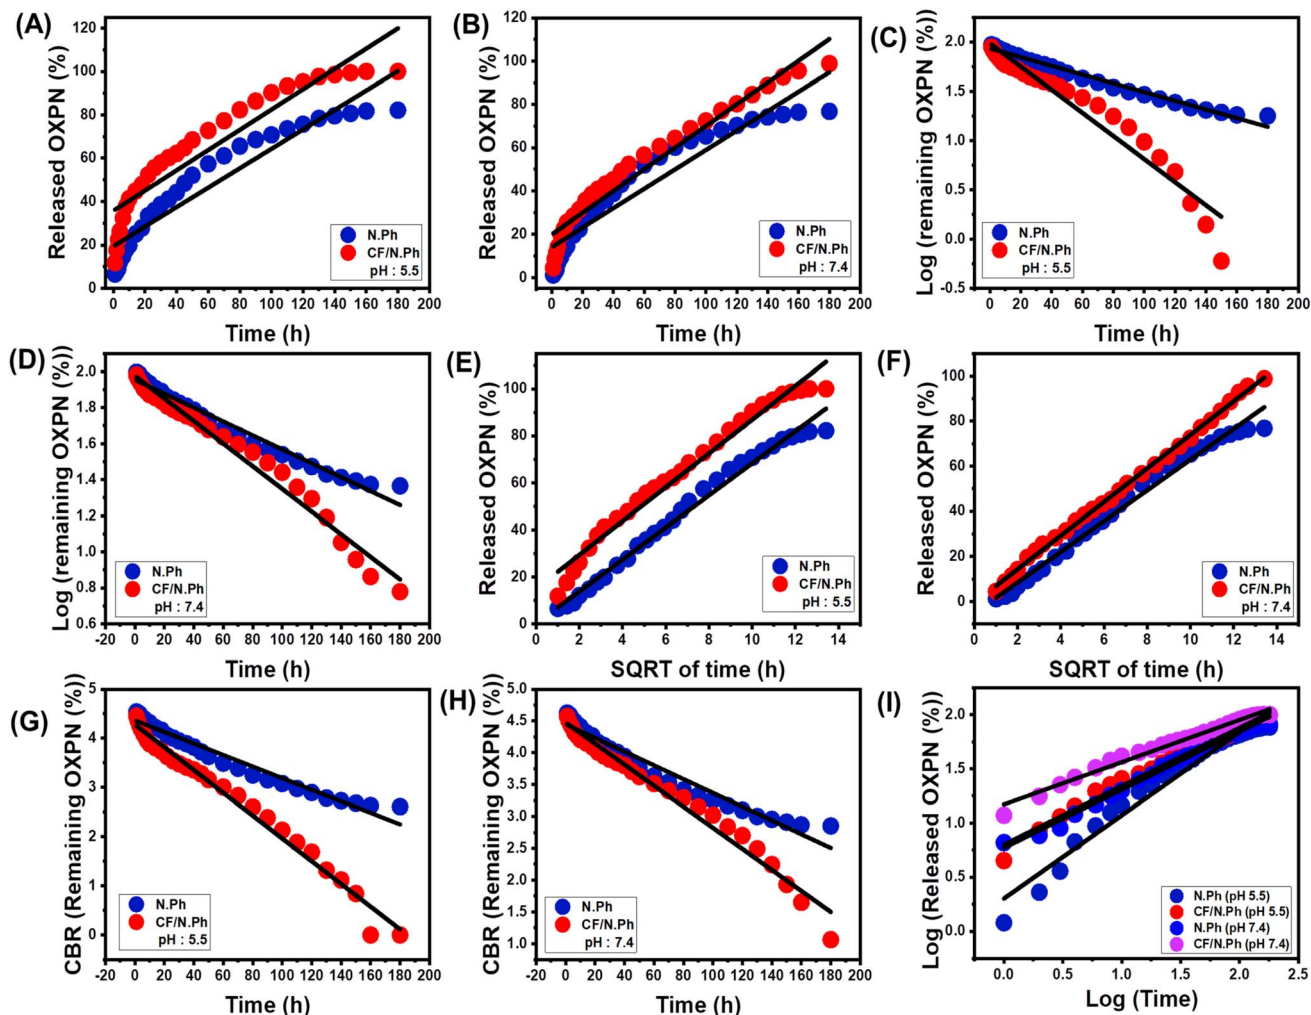 (A)
Released OXPN (%)
120
100
80
60
40
20
0
N.Ph
CF/N.Ph
pH : 5.5
0 20 40 60 80 100 120 140 160 180 200
Time (h)
(B)
Released OXPN (%)
120
100
80
60
40
20
0
N.Ph
CF/N.Ph
pH : 7.4
0 20 40 60 80 100 120 140 160 180 200
Time (h)
(C)
Log (remaining OXPN (%))
2.0
1.5
1.0
0.5
0.0
-0.5
N.Ph
CF/N.Ph
pH : 5.5
0 20 40 60 80 100 120 140 160 180 200
Time (h)
(D)
Log (remaining OXPN (%))
2.0
1.8
1.6
1.4
1.2
1.0
0.8
0.6
N.Ph
CF/N.Ph
pH : 7.4
-20 0 20 40 60 80 100 120 140 160 180 200
Time (h)
(E)
Released OXPN (%)
100
80
60
40
20
0
N.Ph
CF/N.Ph
pH : 5.5
0 2 4 6 8 10 12 14
SQRT of time (h)
(F)
Released OXPN (%)
100
80
60
40
20
0
N.Ph
CF/N.Ph
pH : 7.4
0 2 4 6 8 10 12 14
SQRT of time (h)
(G)
CBR (Remaining OXPN (%))
5
4
3
2
1
0
-1
N.Ph
CF/N.Ph
pH : 5.5
-20 0 20 40 60 80 100 120 140 160 180 200
Time (h)
(H)
CBR (Remaining OXPN (%))
5.0
4.5
4.0
3.5
3.0
2.5
2.0
1.5
1.0
N.Ph
CF/N.Ph
pH : 7.4
-20 0 20 40 60 80 100 120 140 160 180 200
Time (h)
(I)
Log (Released OXPN (%))
2.0
1.5
1.0
0.5
0.0
N.Ph (pH 5.5)
CF/N.Ph (pH 5.5)
N.Ph (pH 7.4)
CF/N.Ph (pH 7.4)
0.0 0.5 1.0 1.5 2.0 2.5
Log (Time)